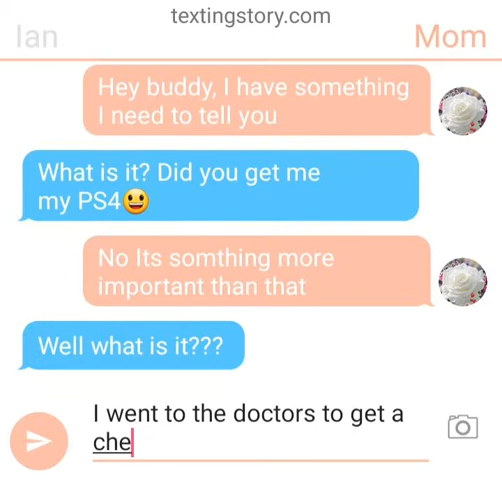 textingstory.com
Ian
Mom
Hey buddy, I have something
I need to tell you
What is it? Did you get me
my PS4😃
No Its somthing more
important than that
Well what is it???
I went to the doctors to get a
che